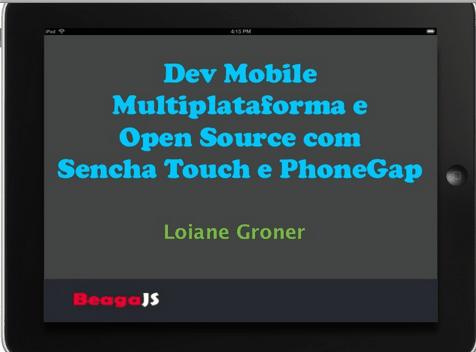 iPad
4:15 PM
Dev Mobile
Multiplataforma e
Open Source com
Sencha Touch e PhoneGap
Loiane Groner
BeagaJS